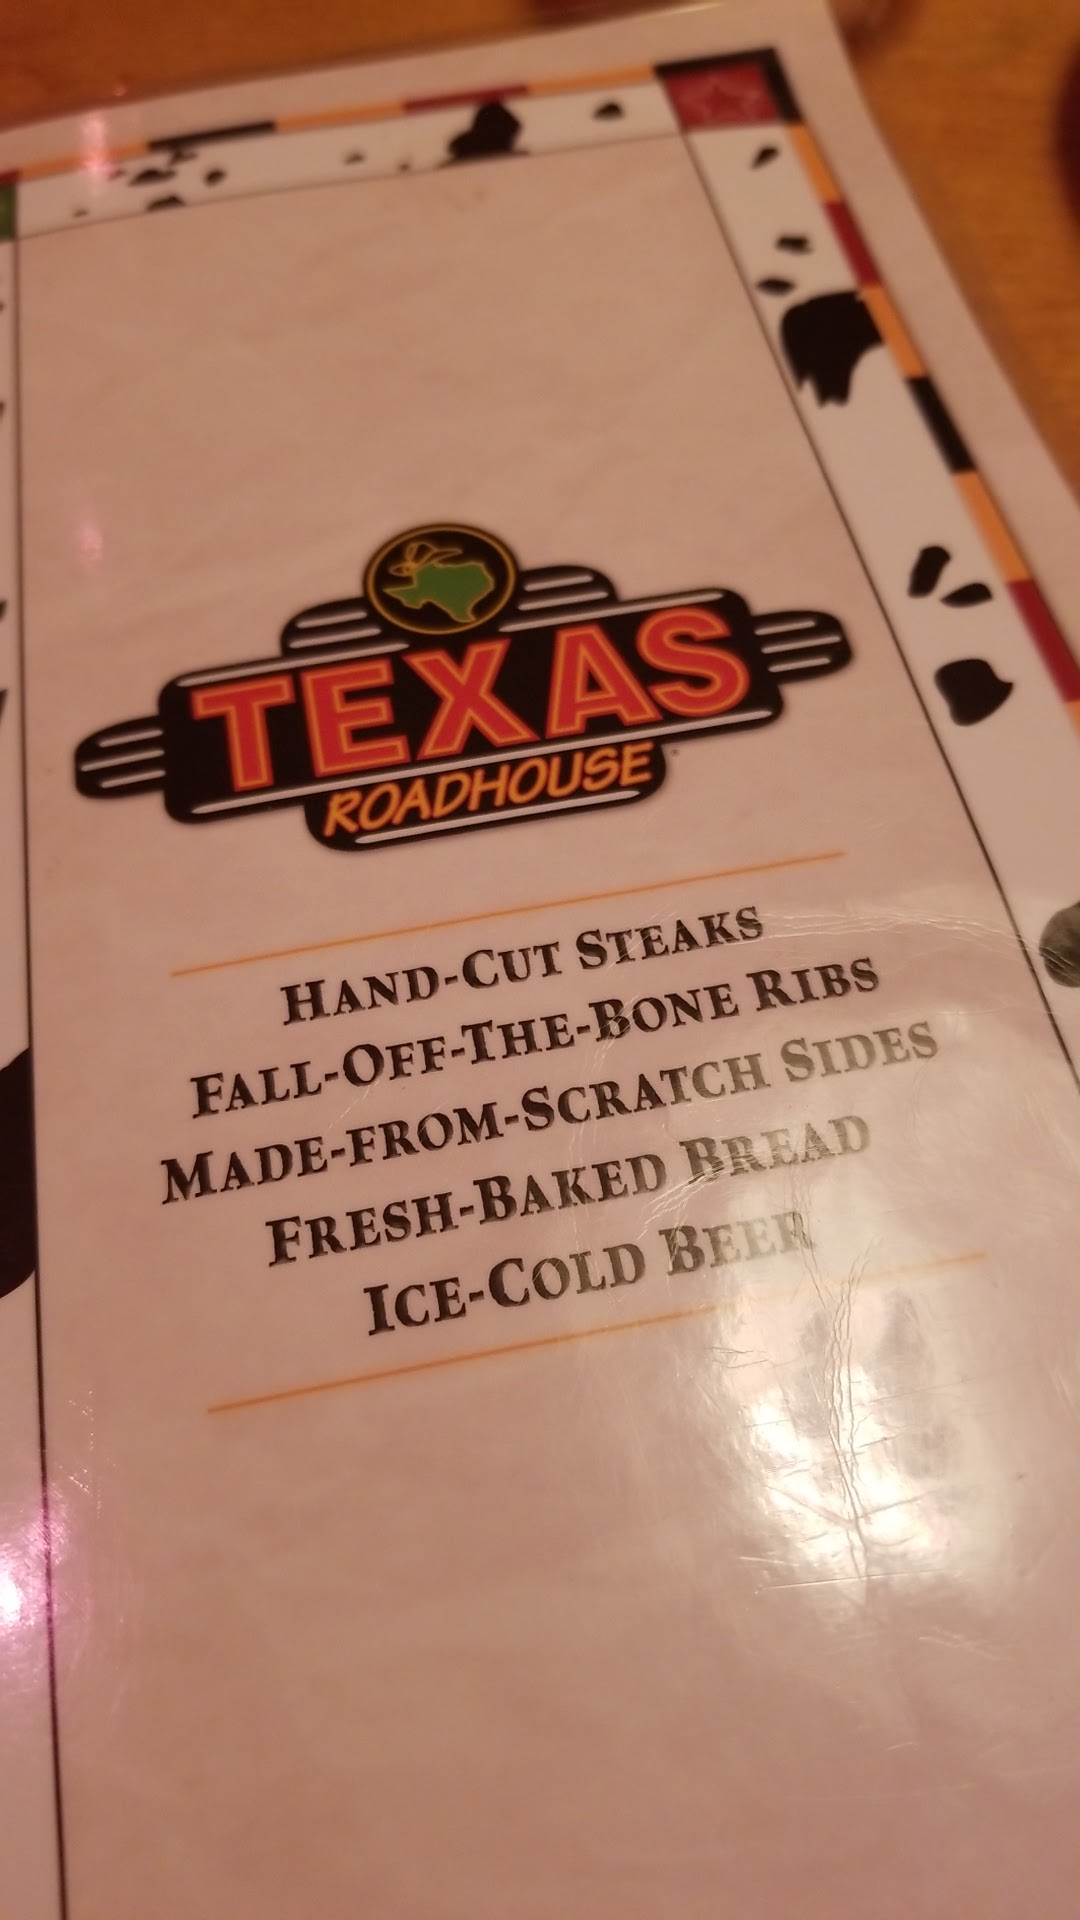 TEXAS
ROADHOUSE
HAND-CUT STEAKS
FALL-OFF-THE-BONE RIBS
MADE-FROM-SCRATCH SIDES
FRESH-BAKED BREAD
ICE-COLD BEER